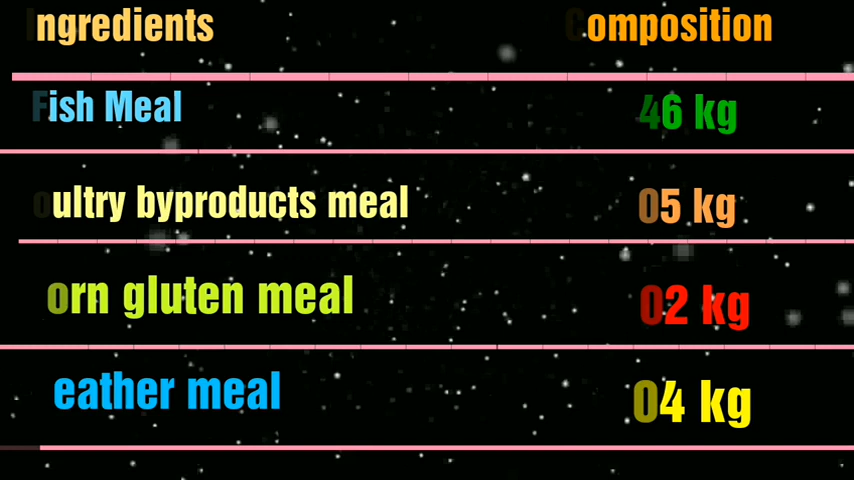 Ingredients Composition
Fish Meal 46 kg
oultry byproducts meal 05 kg
orn gluten meal 02 kg
eather meal 04 kg